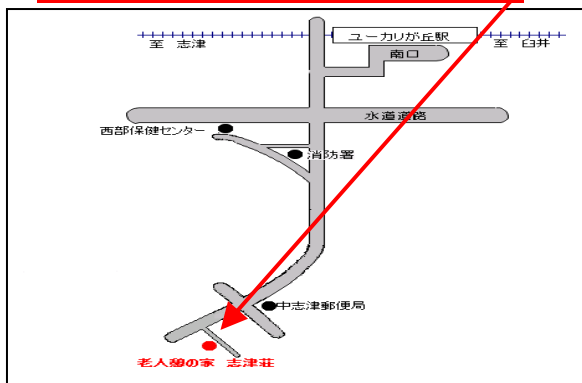 ユーカリが丘駅
至 志津
至 臼井
南口
水道道路
西部保健センター
消防署
中志津郵便局
老人憩の家 志津荘